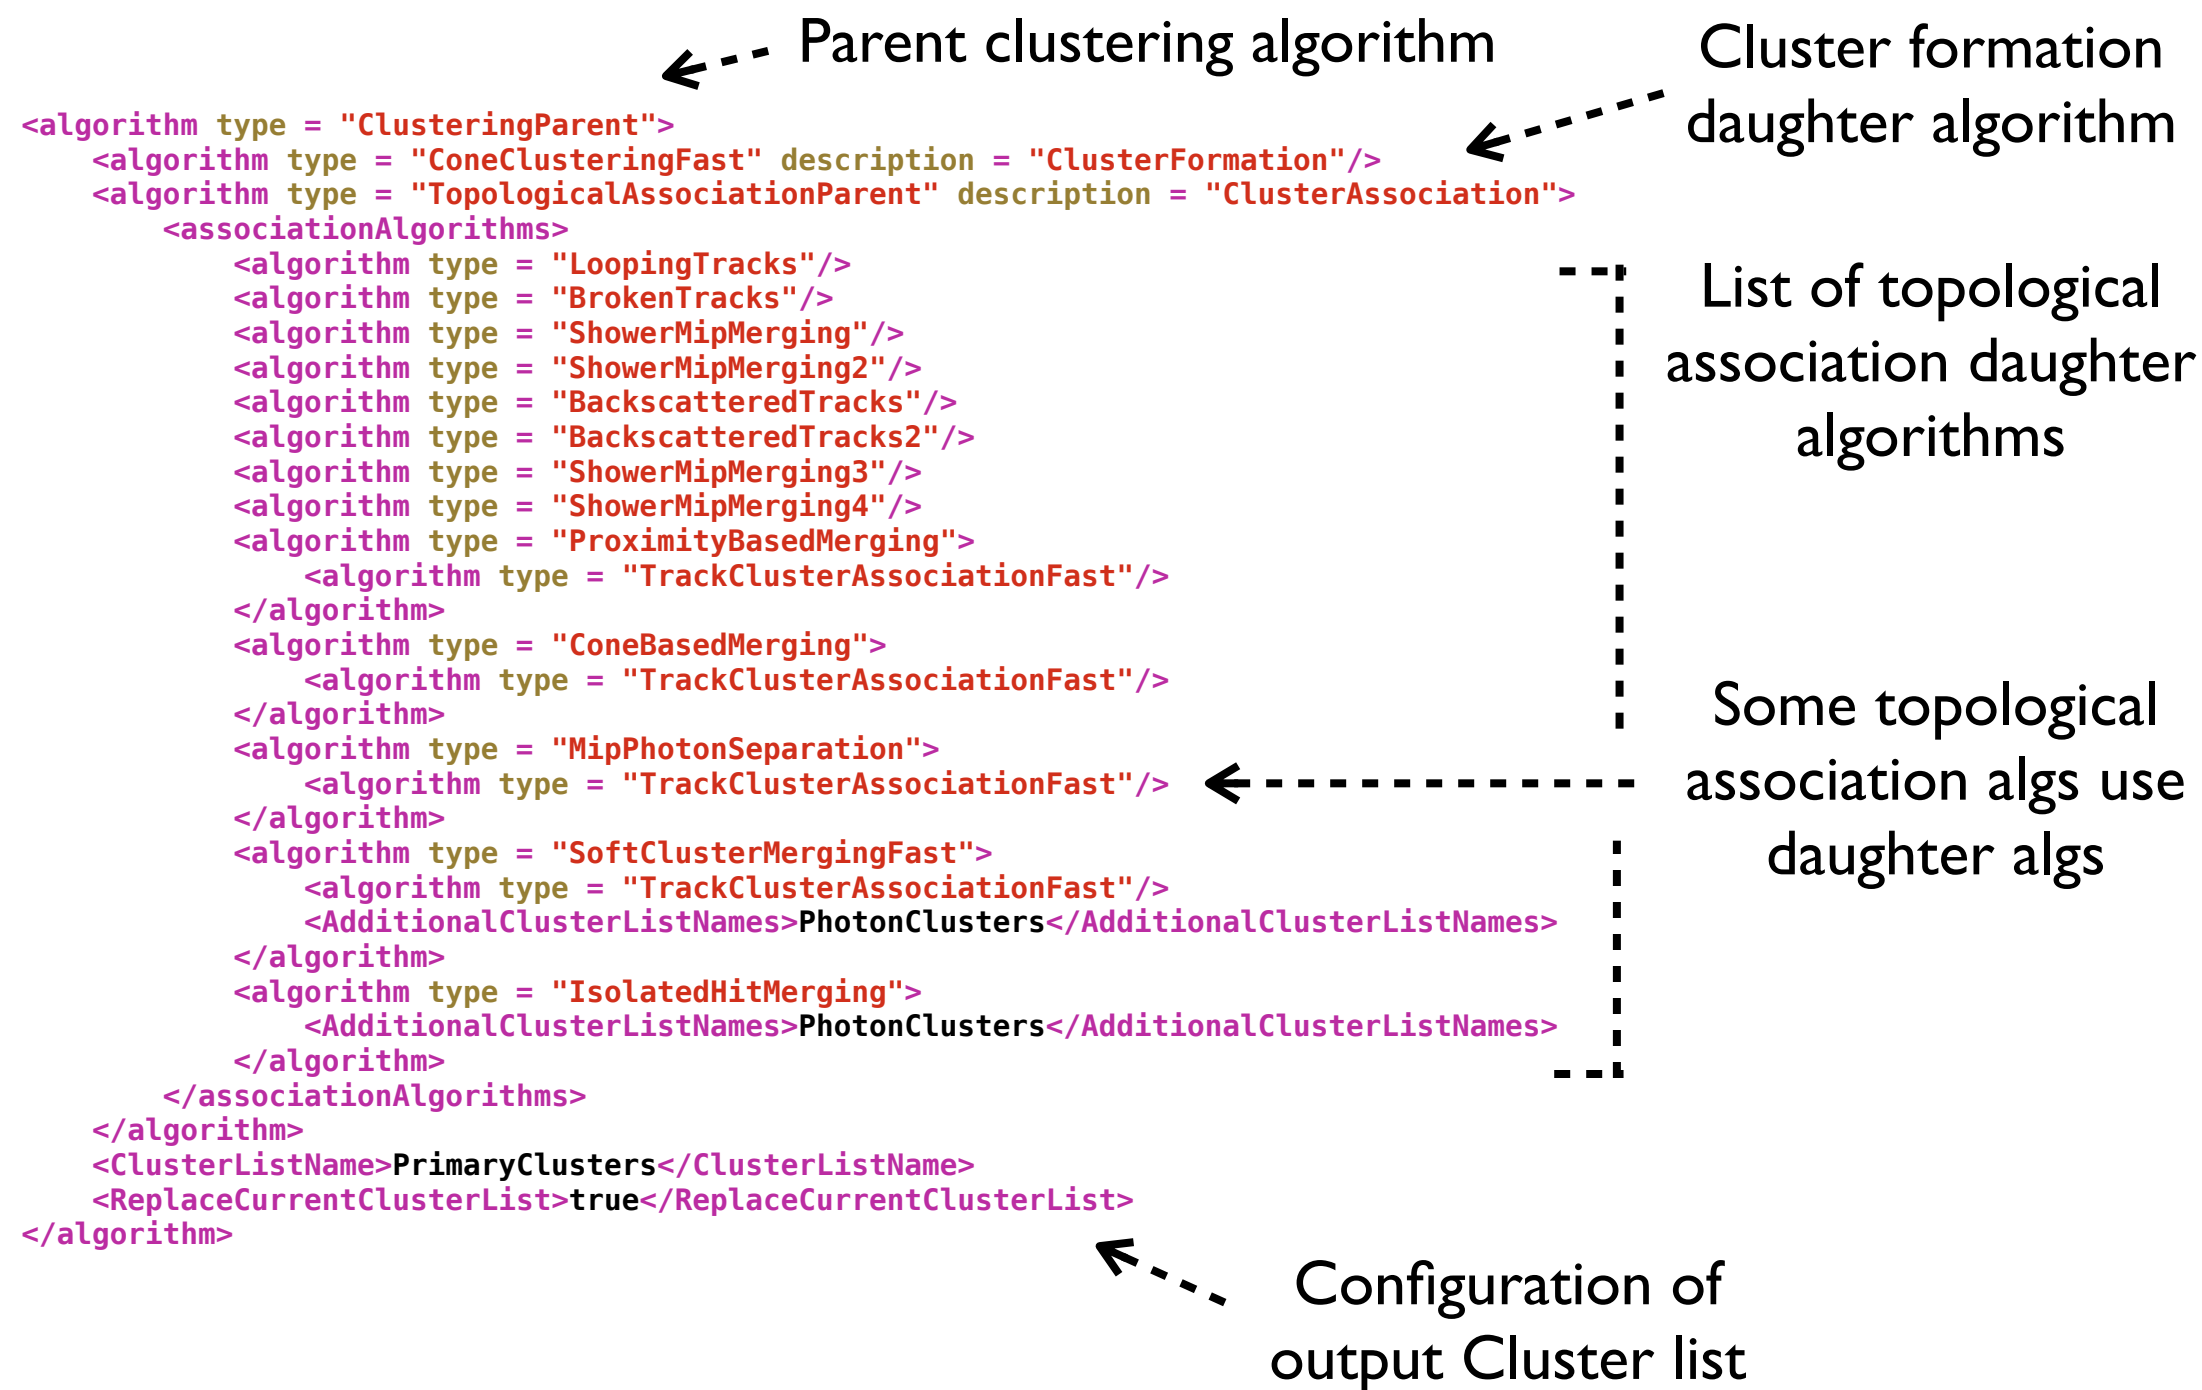 Parent clustering algorithm
Cluster formation
daughter algorithm
<algorithm type = "ClusteringParent">
    <algorithm type = "ConeClusteringFast" description = "ClusterFormation"/>
    <algorithm type = "TopologicalAssociationParent" description = "ClusterAssociation">
        <associationAlgorithms>
            <algorithm type = "LoopingTracks"/>
            <algorithm type = "BrokenTracks"/>
            <algorithm type = "ShowerMipMerging"/>
            <algorithm type = "ShowerMipMerging2"/>
            <algorithm type = "BackscatteredTracks"/>
            <algorithm type = "BackscatteredTracks2"/>
            <algorithm type = "ShowerMipMerging3"/>
            <algorithm type = "ShowerMipMerging4"/>
            <algorithm type = "ProximityBasedMerging">
                <algorithm type = "TrackClusterAssociationFast"/>
            </algorithm>
            <algorithm type = "ConeBasedMerging">
                <algorithm type = "TrackClusterAssociationFast"/>
            </algorithm>
            <algorithm type = "MipPhotonSeparation">
                <algorithm type = "TrackClusterAssociationFast"/>
            </algorithm>
            <algorithm type = "SoftClusterMergingFast">
                <algorithm type = "TrackClusterAssociationFast"/>
                <AdditionalClusterListNames>PhotonClusters</AdditionalClusterListNames>
            </algorithm>
            <algorithm type = "IsolatedHitMerging">
                <AdditionalClusterListNames>PhotonClusters</AdditionalClusterListNames>
            </algorithm>
        </associationAlgorithms>
    </algorithm>
    <ClusterListName>PrimaryClusters</ClusterListName>
    <ReplaceCurrentClusterList>true</ReplaceCurrentClusterList>
</algorithm>
List of topological
association daughter
algorithms
Some topological
association algs use
daughter algs
Configuration of
output Cluster list